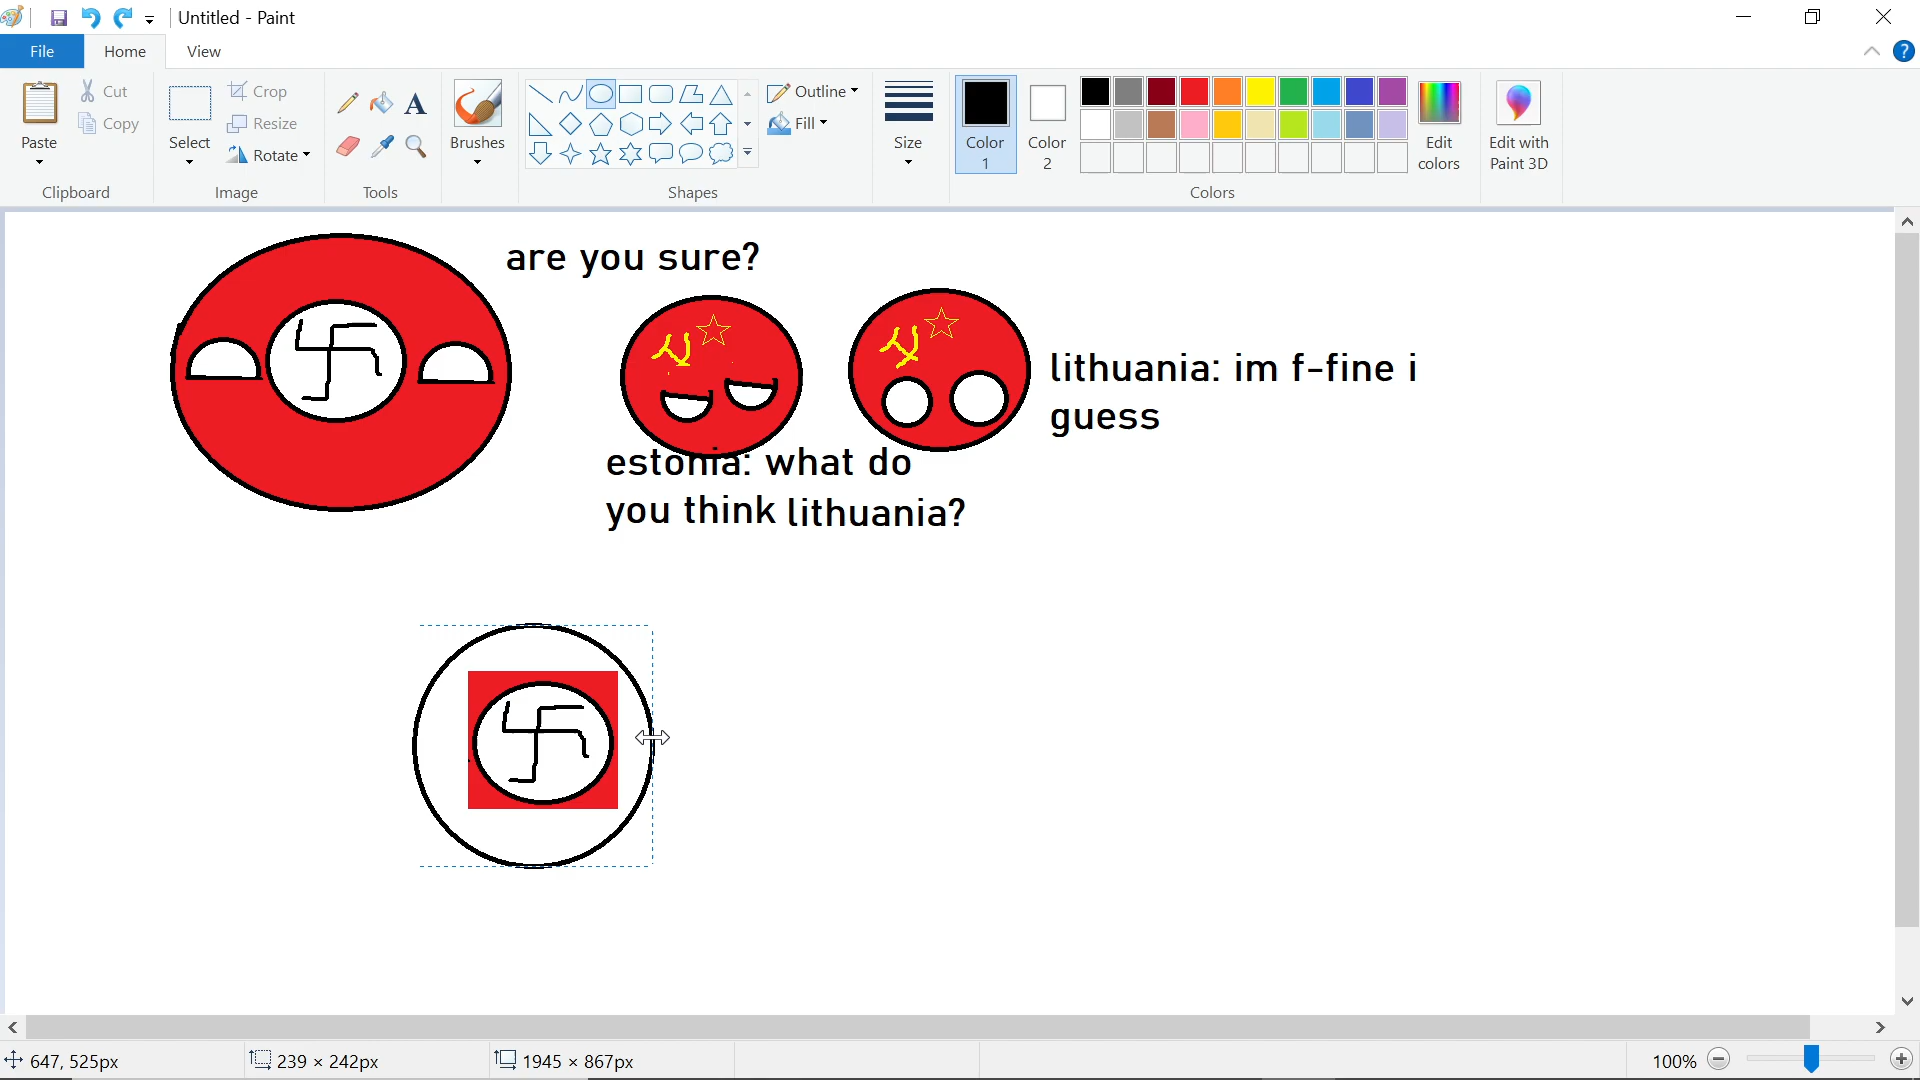 Untitled - Paint
File Home View
Cut Crop Outline
Copy Resize Fill
Paste Select Rotate Brushes Size Color 1 Color 2 Edit colors Edit with Paint 3D
Clipboard Image Tools Shapes Colors
are you sure?
lithuania: im f-fine i
guess
estonia: what do
you think lithuania?
647, 525px 239 × 242px 1945 × 867px 100%